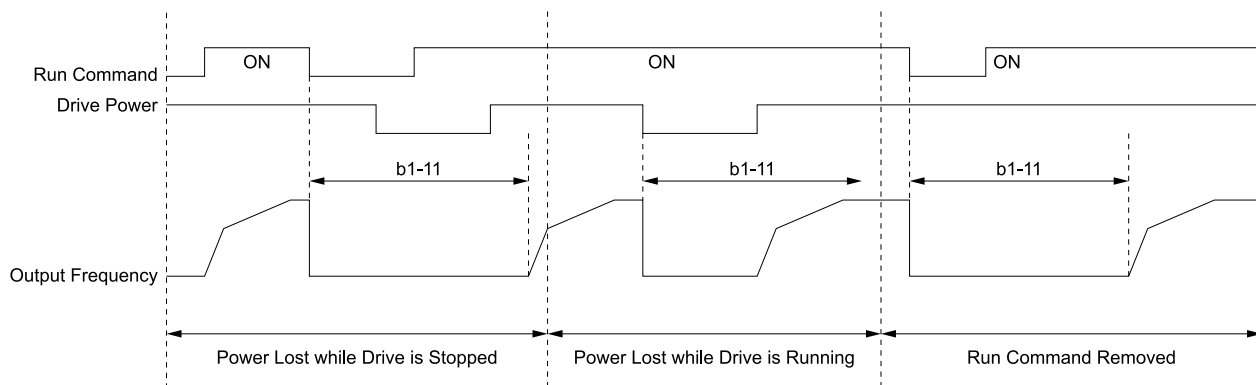 Run Command
ON
ON
ON
Drive Power
b1-11
b1-11
b1-11
Output Frequency
Power Lost while Drive is Stopped
Power Lost while Drive is Running
Run Command Removed